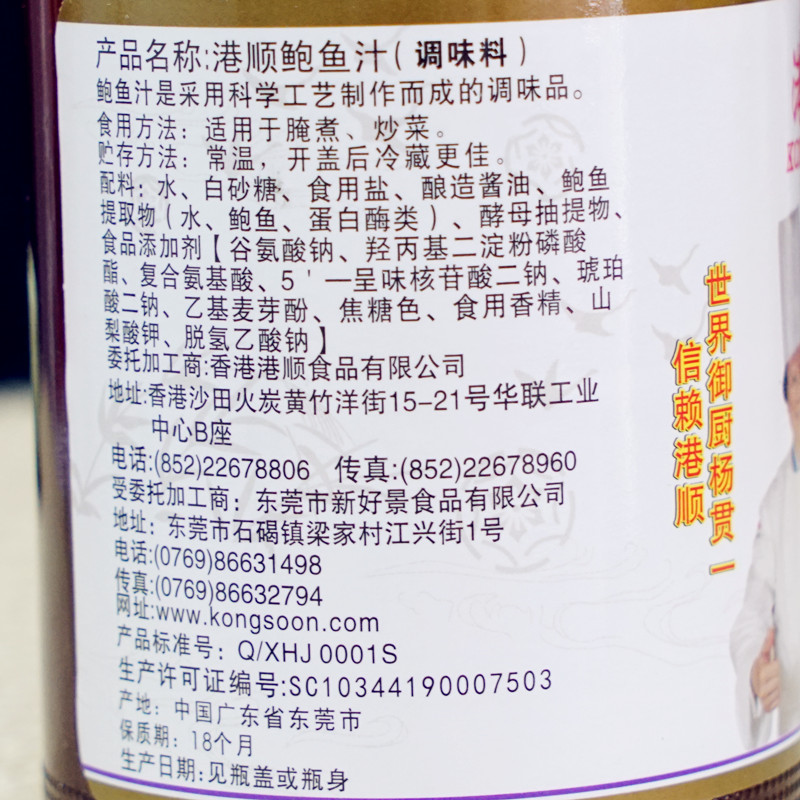 产品名称:港顺鲍鱼汁(调味料)
鲍鱼汁是采用科学工艺制作而成的调味品。
食用方法：适用于腌煮、炒菜。
贮存方法：常温，开盖后冷藏更佳。
配料：水、白砂糖、食用盐、酿造酱油、鲍鱼
提取物（水、鲍鱼、蛋白酶类）、酵母抽提物、
食品添加剂【谷氨酸钠、羟丙基二淀粉磷酸
酯、复合氨基酸、5＇—呈味核苷酸二钠、琥珀
酸二钠、乙基麦芽酚、焦糖色、食用香精、山
梨酸钾、脱氢乙酸钠】
委托加工商:香港港顺食品有限公司
地址:香港沙田火炭黄竹洋街15-21号华联工业
中心B座
电话:(852)22678806 传真:(852)22678960
受委托加工商：东莞市新好景食品有限公司
地址：东莞市石碣镇梁家村江兴街1号
电话:(0769)86631498
传真:(0769)86632794
网址:www.kongsoon.com
产品标准号：Q/XHJ 0001S
生产许可证编号:SC10344190007503
产地：中国广东省东莞市
保质期：18个月
生产日期:见瓶盖或瓶身
世界御厨杨贯一
信赖港顺